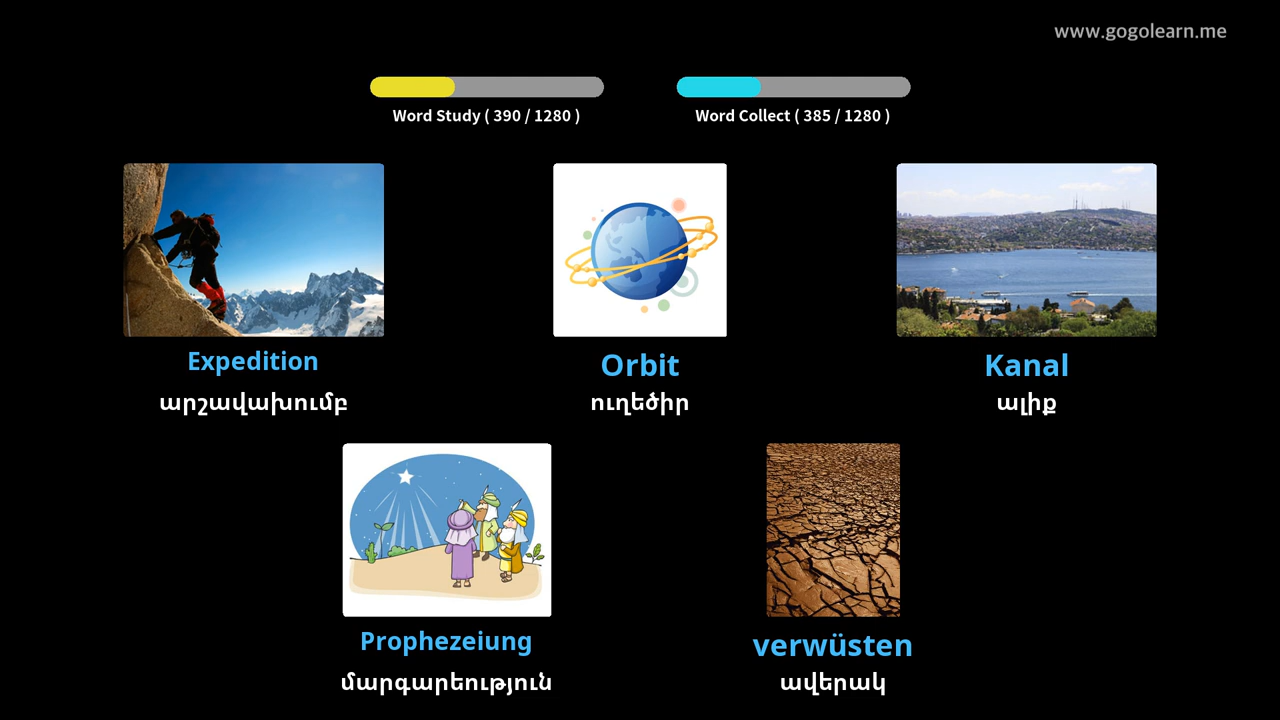 www.gogolearn.me
Word Study ( 390 / 1280 )
Word Collect ( 385 / 1280 )
Expedition
արշավախումբ
Orbit
ուղեծիր
Kanal
ալիք
Prophezeiung
մարգարեություն
verwüsten
ավերակ